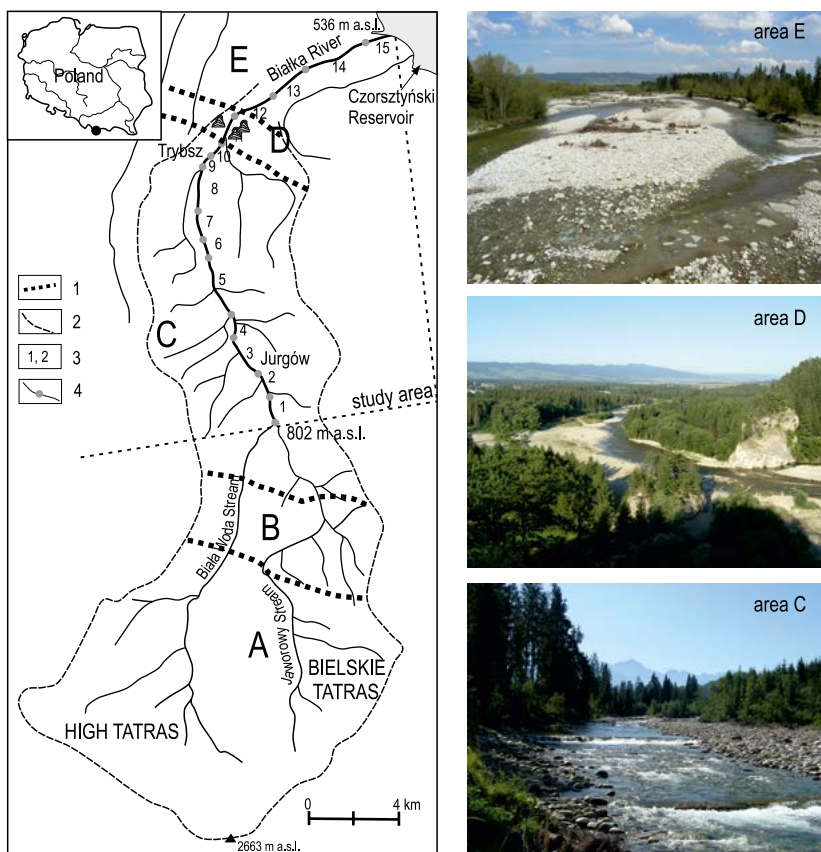 536 m a.s.l.
Poland
E
Białka River
15
14
13
12
Czorsztyński
Reservoir
D
Trybsz
10
9
8
7
6
5
1
2
1, 2 3
4
C
4
3
Jurgów
2
1
study area
802 m a.s.l.
Biała Woda Stream
B
A
Jaworowy Stream
BIELSKIE
TATRAS
HIGH TATRAS
0 4 km
2663 m a.s.l.
area E
area D
area C